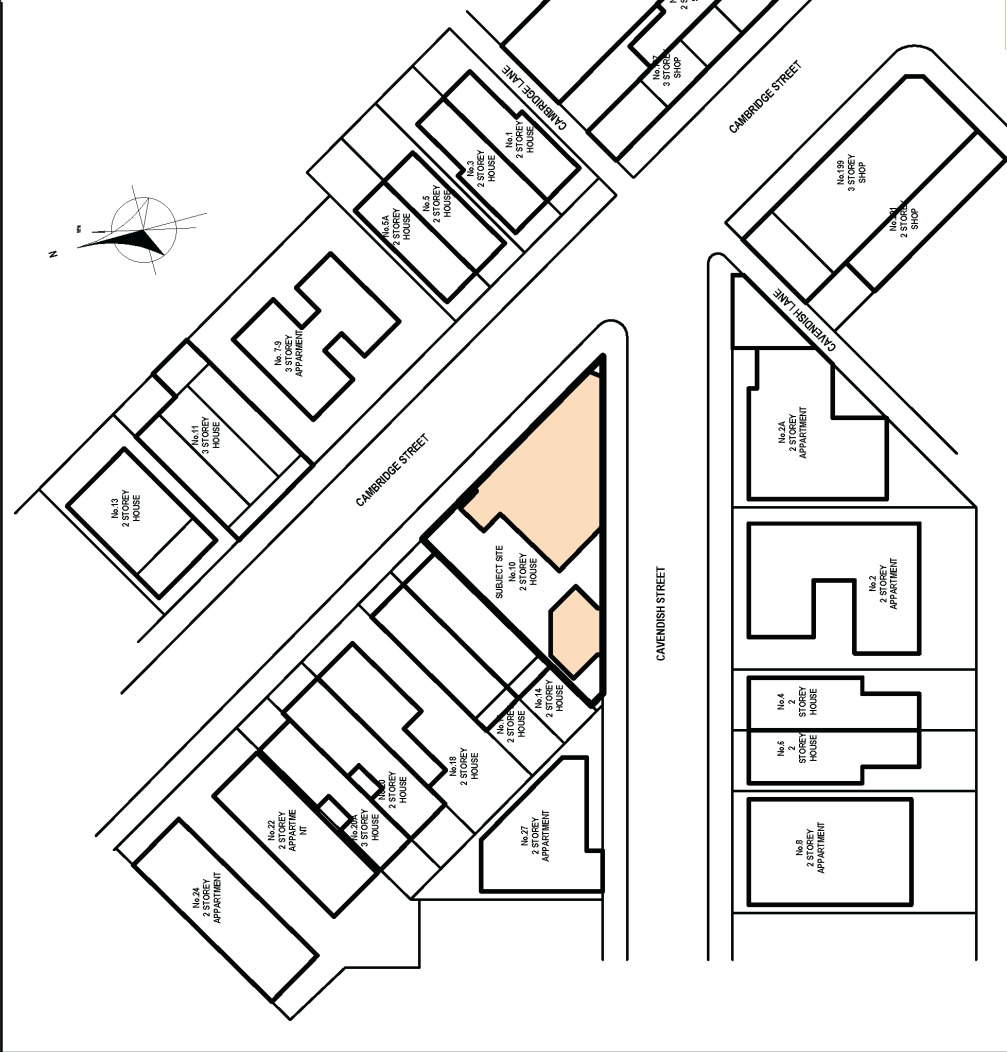 N
No.
2 S
No.1 7
3 STOREY
SHOP
CAMBRIDGE LANE
CAMBRIDGE STREET
No.1
2 STOREY
HOUSE
No.3
2 STOREY
HOUSE
No.5
2 STOREY
HOUSE
No.5A
2 STOREY
HOUSE
No.199
3 STOREY
SHOP
2 STOREY
SHOP
CAVENDISH LANE
No. 7-9
3 STOREY
APPARMENT
No.11
3 STOREY
HOUSE
No.13
2 STOREY
HOUSE
CAMBRIDGE STREET
No.2A
2 STOREY
APPARTMENT
SUBJECT SITE
No.10
2 STOREY
HOUSE
CAVENDISH STREET
No.2
2 STOREY
APPARTMENT
No.14
2 STOREY
HOUSE
2 STOREY
HOUSE
No.4
2
STOREY
HOUSE
No.6
2
STOREY
HOUSE
No.18
2 STOREY
HOUSE
2 STOREY
HOUSE
No.20A
3 STOREY
HOUSE
No.22
2 STOREY
APPARTME
NT
No.27
2 STOREY
APPARTMENT
No.8
2 STOREY
APPARTMENT
No.24
2 STOREY
APPARTMENT